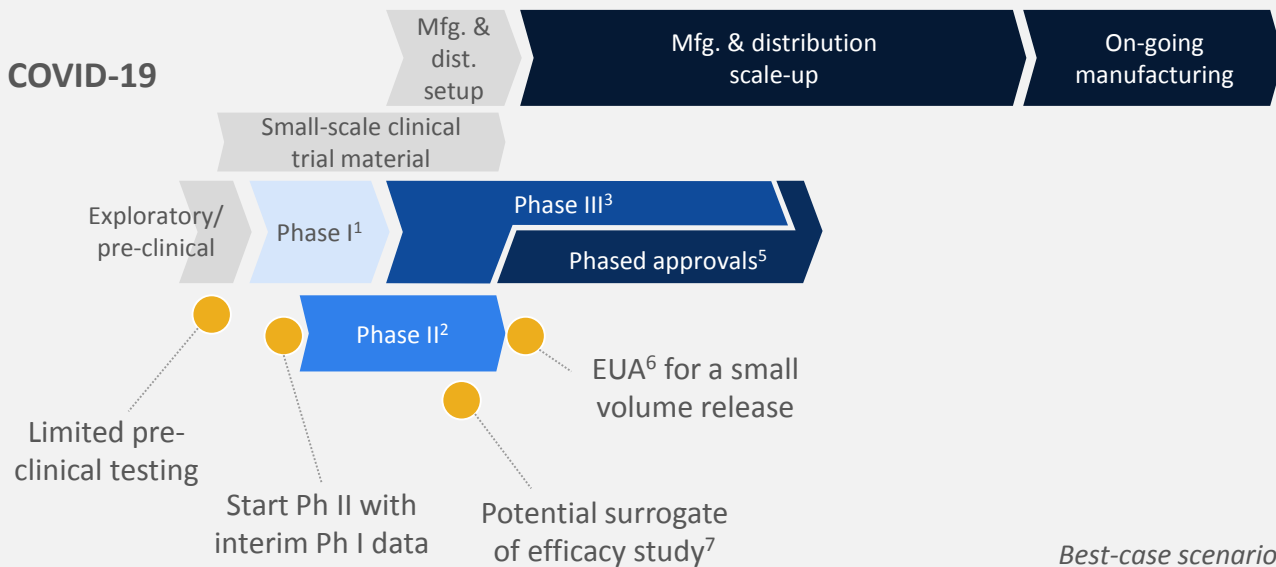 Mfg. &
dist.
setup
Mfg. & distribution
scale-up
On-going
manufacturing
COVID-19
Small-scale clinical
trial material
Exploratory/
pre-clinical
Phase I¹
Phase III³
Phased approvals⁵
Phase II²
EUA⁶ for a small
volume release
Limited pre-
clinical testing
Start Ph II with
interim Ph I data
Potential surrogate
of efficacy study⁷
Best-case scenario